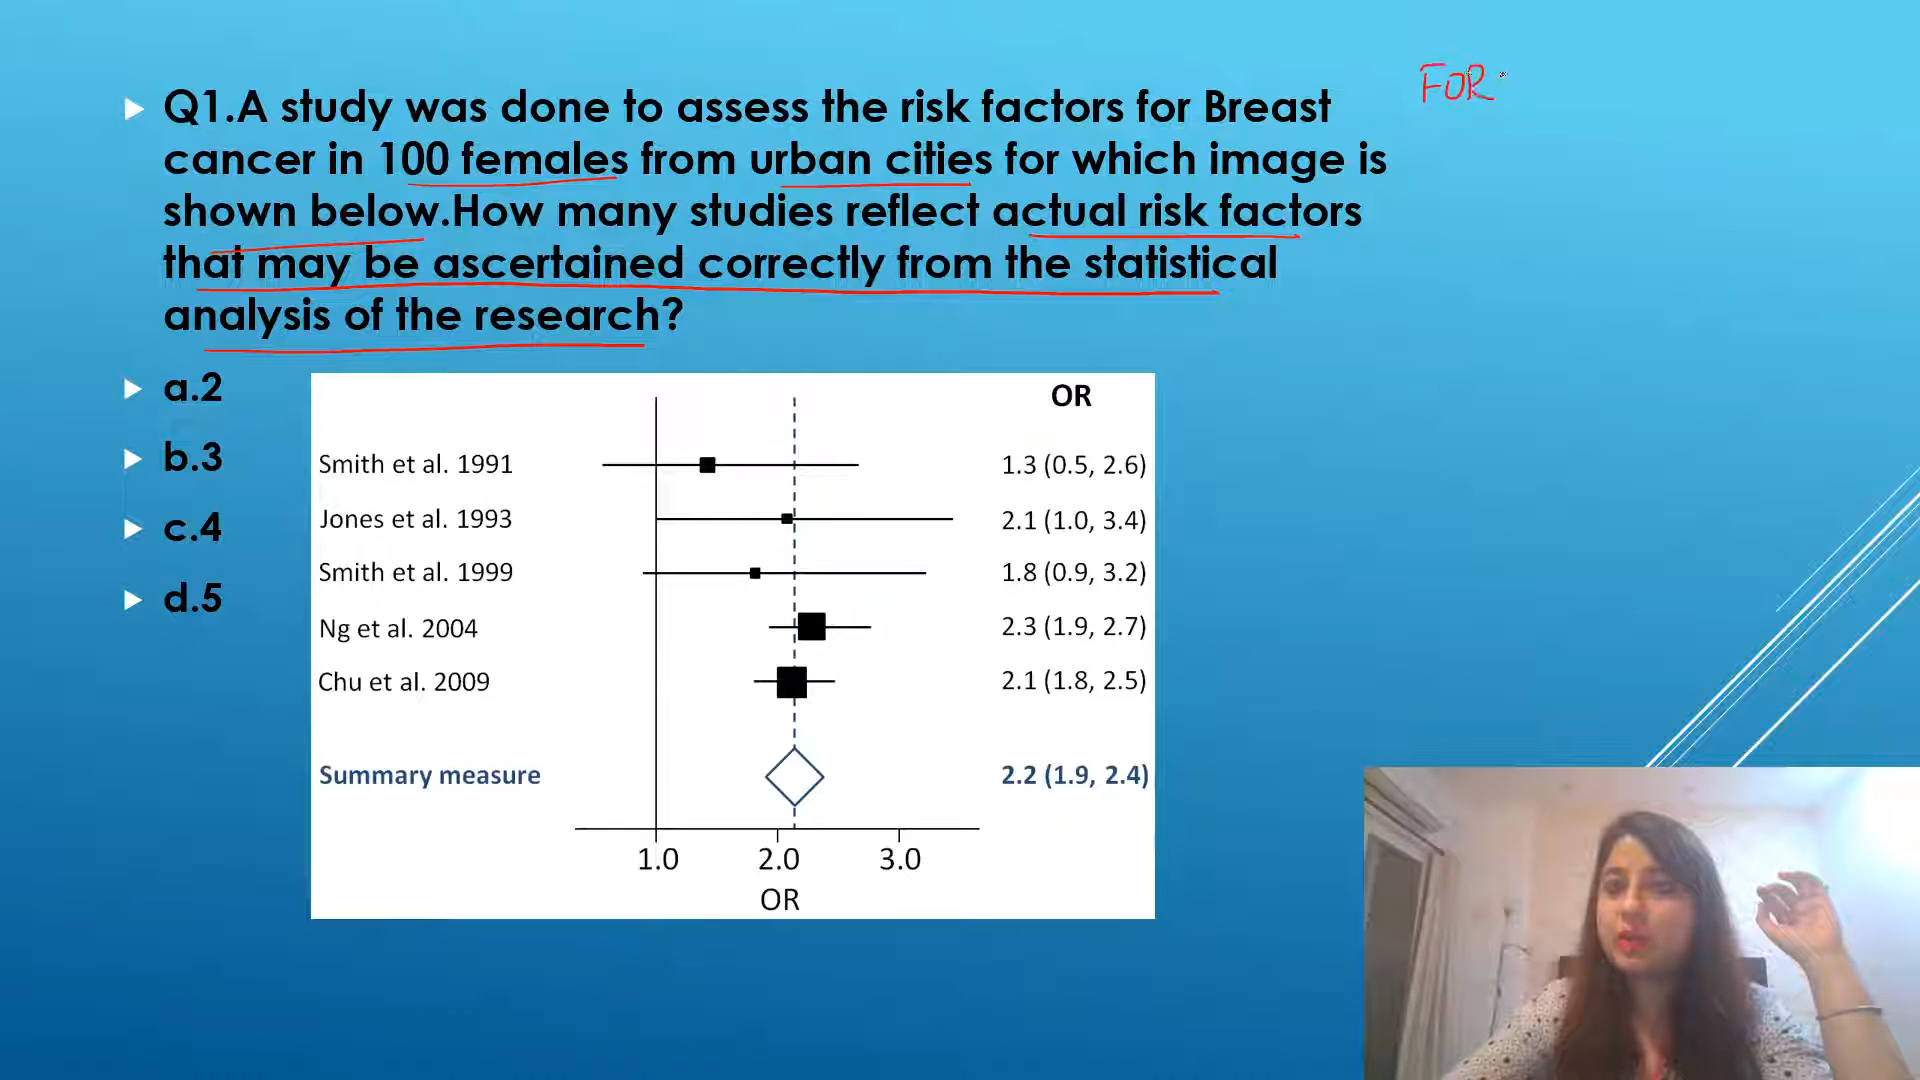 FOR
Q1.A study was done to assess the risk factors for Breast
cancer in 100 females from urban cities for which image is
shown below.How many studies reflect actual risk factors
that may be ascertained correctly from the statistical
analysis of the research?
a.2
b.3
c.4
d.5
OR
Smith et al. 1991 1.3 (0.5, 2.6)
Jones et al. 1993 2.1 (1.0, 3.4)
Smith et al. 1999 1.8 (0.9, 3.2)
Ng et al. 2004 2.3 (1.9, 2.7)
Chu et al. 2009 2.1 (1.8, 2.5)
Summary measure 2.2 (1.9, 2.4)
1.0 2.0 3.0
OR